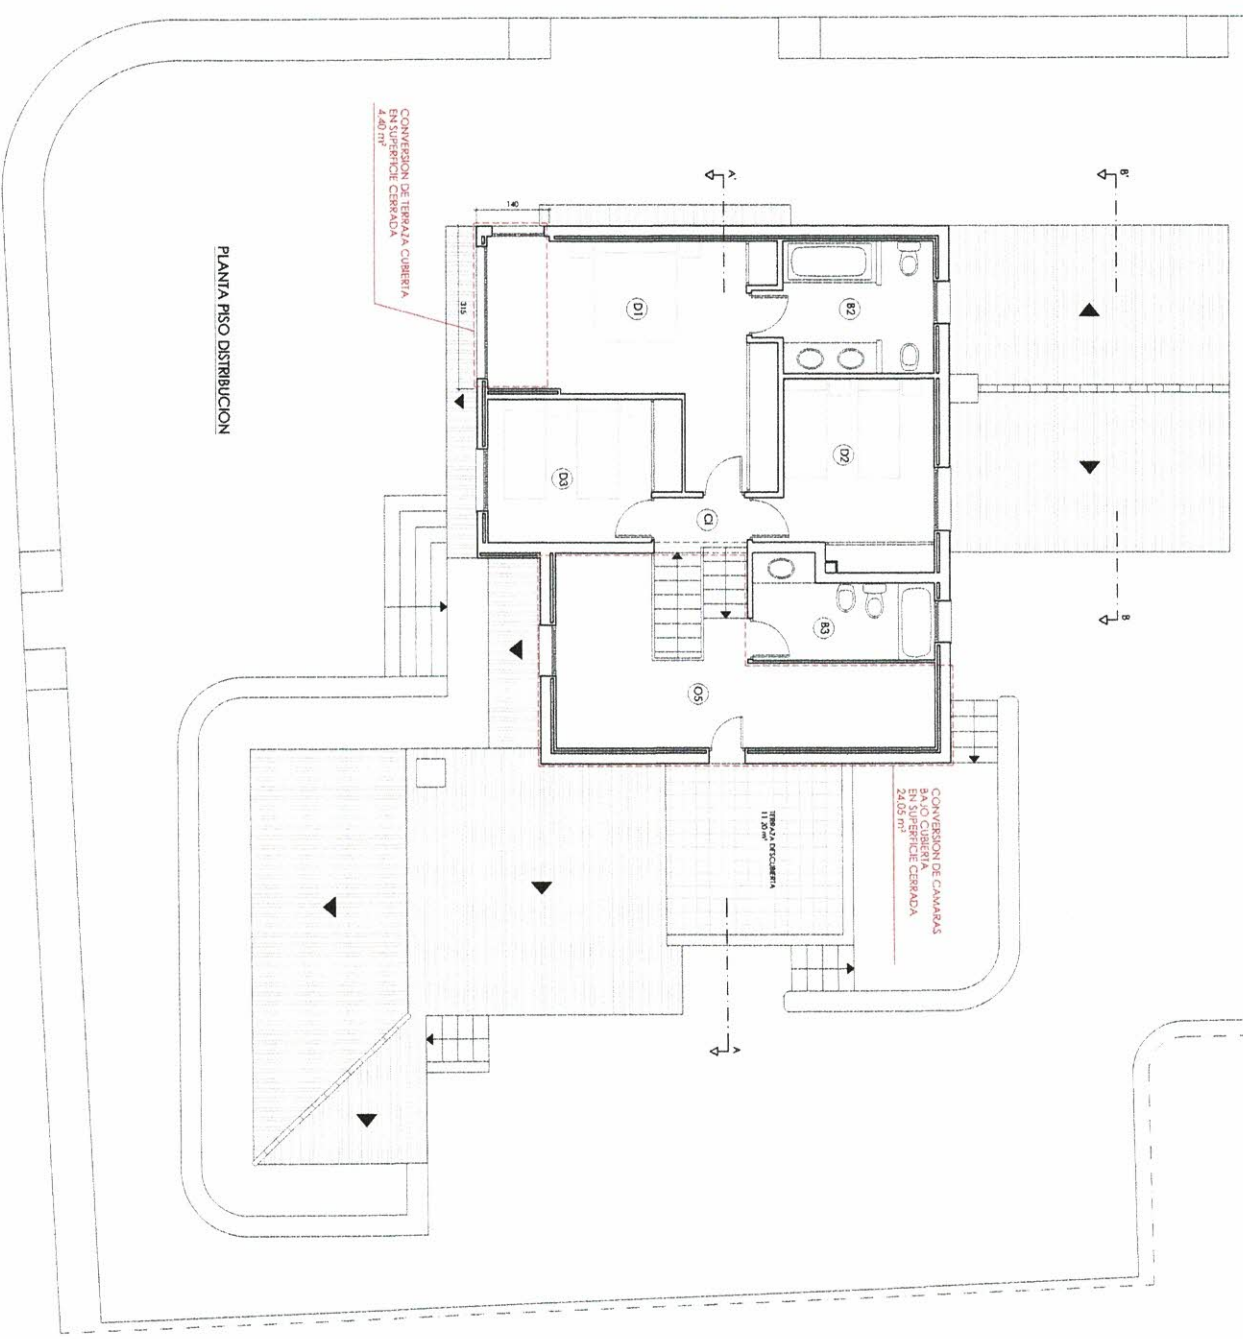 CONVERSION DE TERRAZA CUBIERTA
EN SUPERFICIE CERRADA
4.40 m²
PLANTA PISO DISTRIBUCION
140
315
A'
B'
D1
B2
D2
D3
C1
B3
O5
B
A
TERRAZA DESCUBIERTA
11.20 m²
CONVERSION DE CAMARAS
BAJO CUBIERTA
EN SUPERFICIE CERRADA
24.05 m²